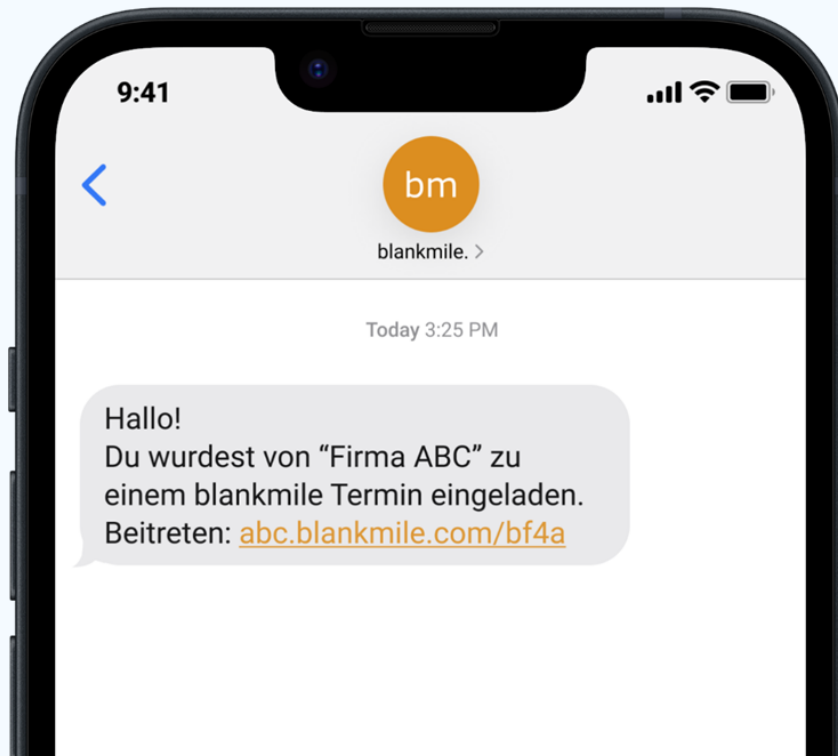 9:41
bm
blankmile.
Today 3:25 PM
Hallo!
Du wurdest von “Firma ABC” zu
einem blankmile Termin eingeladen.
Beitreten: abc.blankmile.com/bf4a